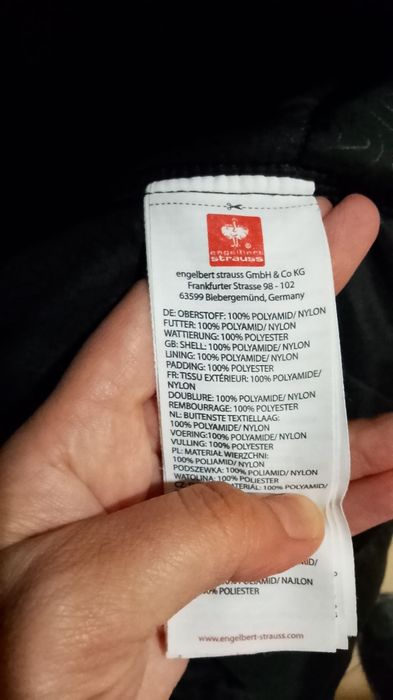 engelbert
strauss
engelbert strauss GmbH & Co KG
Frankfurter Strasse 98 - 102
63599 Biebergemünd, Germany
DE: OBERSTOFF: 100% POLYAMID/ NYLON
FUTTER: 100% POLYAMID/ NYLON
WATTIERUNG: 100% POLYESTER
GB: SHELL: 100% POLYAMIDE/ NYLON
LINING: 100% POLYAMIDE/ NYLON
PADDING: 100% POLYESTER
FR: TISSU EXTÉRIEUR: 100% POLYAMIDE/
NYLON
DOUBLURE: 100% POLYAMIDE/ NYLON
REMBOURRAGE: 100% POLYESTER
NL: BUITENSTE TEXTIELLAAG:
100% POLYAMIDE/ NYLON
VOERING:100% POLYAMIDE/ NYLON
VULLING: 100% POLYESTER
PL: MATERIAŁ WIERZCHNI:
100% POLIAMID/ NYLON
PODSZEWKA: 100% POLIAMID/ NYLON
WATOLINA: 100% POLIESTER
100% POLYAMID/
NAJLON
POLIESTER
www.engelbert-strauss.com